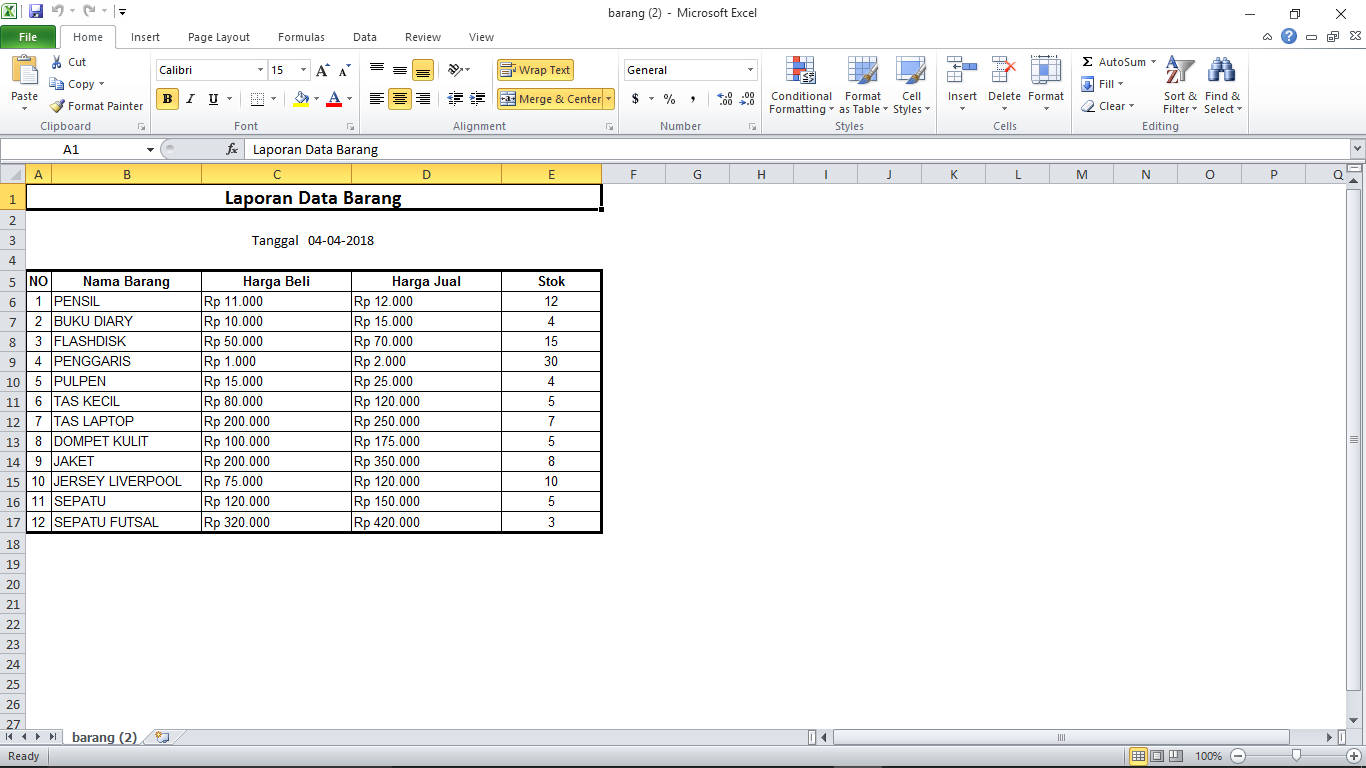 barang (2) - Microsoft Excel
File Home Insert Page Layout Formulas Data Review View
Cut
Copy
Format Painter
Paste
Clipboard
Calibri 15 A A
B I U A
Font
Wrap Text
Merge & Center
Alignment
General
$ % ,
Number
Conditional Formatting
Format as Table
Cell Styles
Styles
Insert Delete Format
Cells
Σ AutoSum
Fill
Clear
Sort & Filter
Find & Select
Editing
A1 fx Laporan Data Barang
A B C D E F G H I J K L M N O P Q
1 Laporan Data Barang
2
3 Tanggal 04-04-2018
4
5 NO Nama Barang Harga Beli Harga Jual Stok
6 1 PENSIL Rp 11.000 Rp 12.000 12
7 2 BUKU DIARY Rp 10.000 Rp 15.000 4
8 3 FLASHDISK Rp 50.000 Rp 70.000 15
9 4 PENGGARIS Rp 1.000 Rp 2.000 30
10 5 PULPEN Rp 15.000 Rp 25.000 4
11 6 TAS KECIL Rp 80.000 Rp 120.000 5
12 7 TAS LAPTOP Rp 200.000 Rp 250.000 7
13 8 DOMPET KULIT Rp 100.000 Rp 175.000 5
14 9 JAKET Rp 200.000 Rp 350.000 8
15 10 JERSEY LIVERPOOL Rp 75.000 Rp 120.000 10
16 11 SEPATU Rp 120.000 Rp 150.000 5
17 12 SEPATU FUTSAL Rp 320.000 Rp 420.000 3
18
19
20
21
22
23
24
25
26
27
barang (2)
Ready 100%